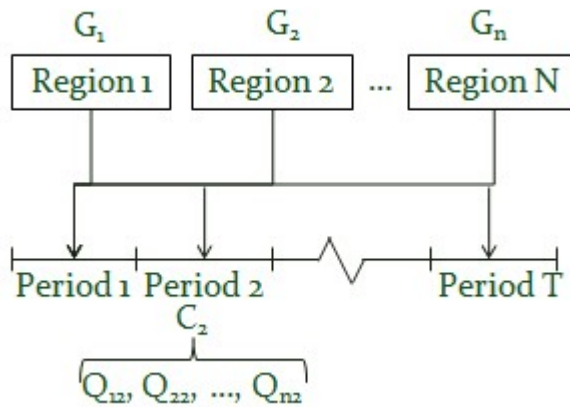 G₁ G₂ Gₙ
Region 1 Region 2 ... Region N
Period 1 Period 2 Period T
C₂
Q₁₂, Q₂₂, ..., Qₙ₂